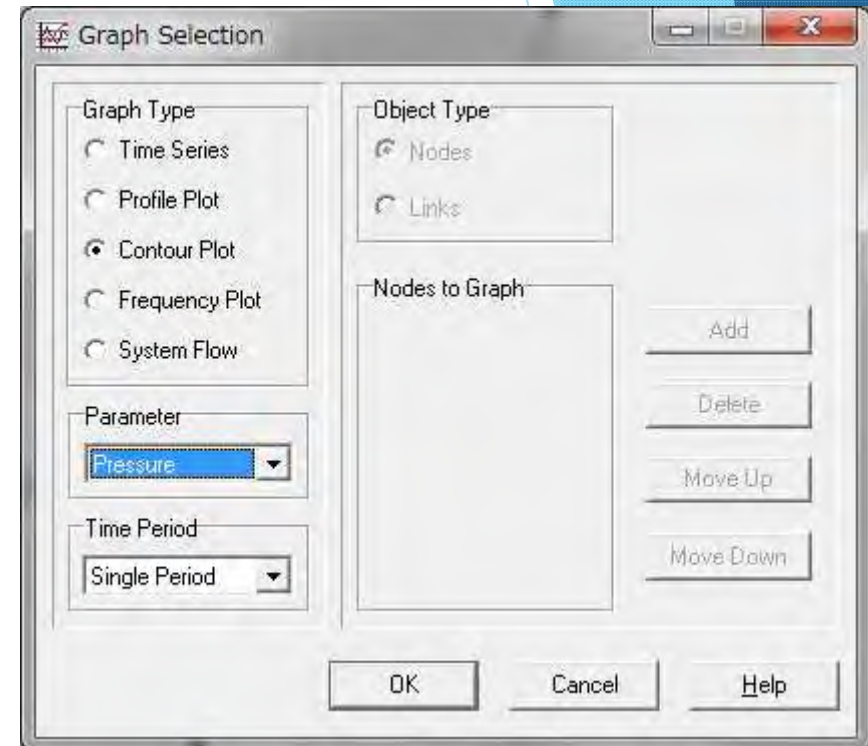 Graph Selection
Graph Type
Time Series
Profile Plot
Contour Plot
Frequency Plot
System Flow
Parameter
Pressure
Time Period
Single Period
Object Type
Nodes
Links
Nodes to Graph
Add
Delete
Move Up
Move Down
OK
Cancel
Help